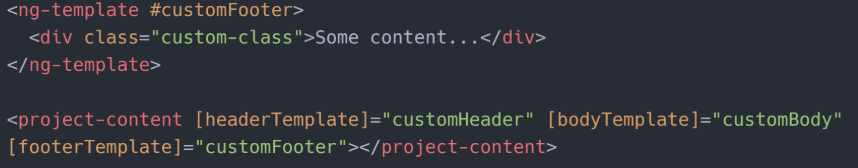 <ng-template #customFooter>
  <div class="custom-class">Some content...</div>
</ng-template>

<project-content [headerTemplate]="customHeader" [bodyTemplate]="customBody"
[footerTemplate]="customFooter"></project-content>